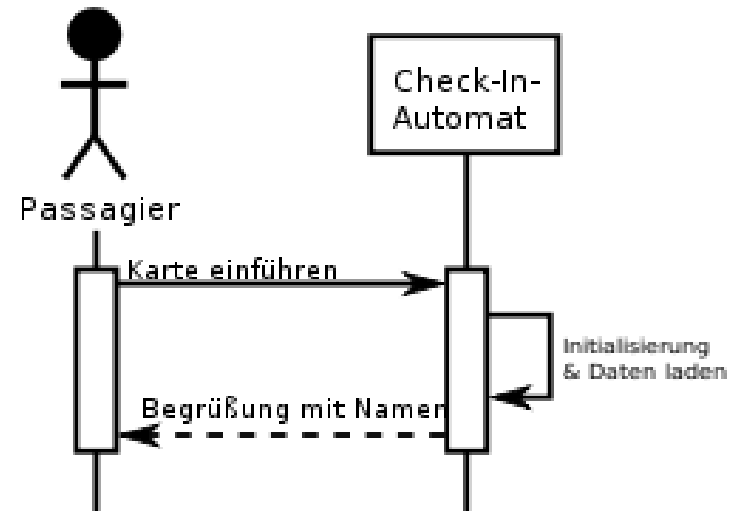 Check-In-
Automat
Passagier
Karte einführen
Initialisierung
& Daten laden
Begrüßung mit Namen